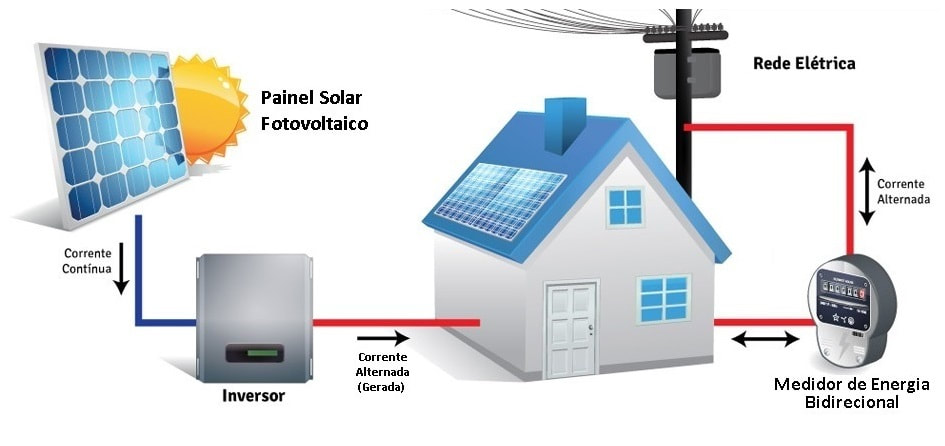 Painel Solar
Fotovoltaico
Rede Elétrica
Corrente
Alternada
Corrente
Contínua
Inversor
Corrente
Alternada
(Gerada)
Medidor de Energia
Bidirecional